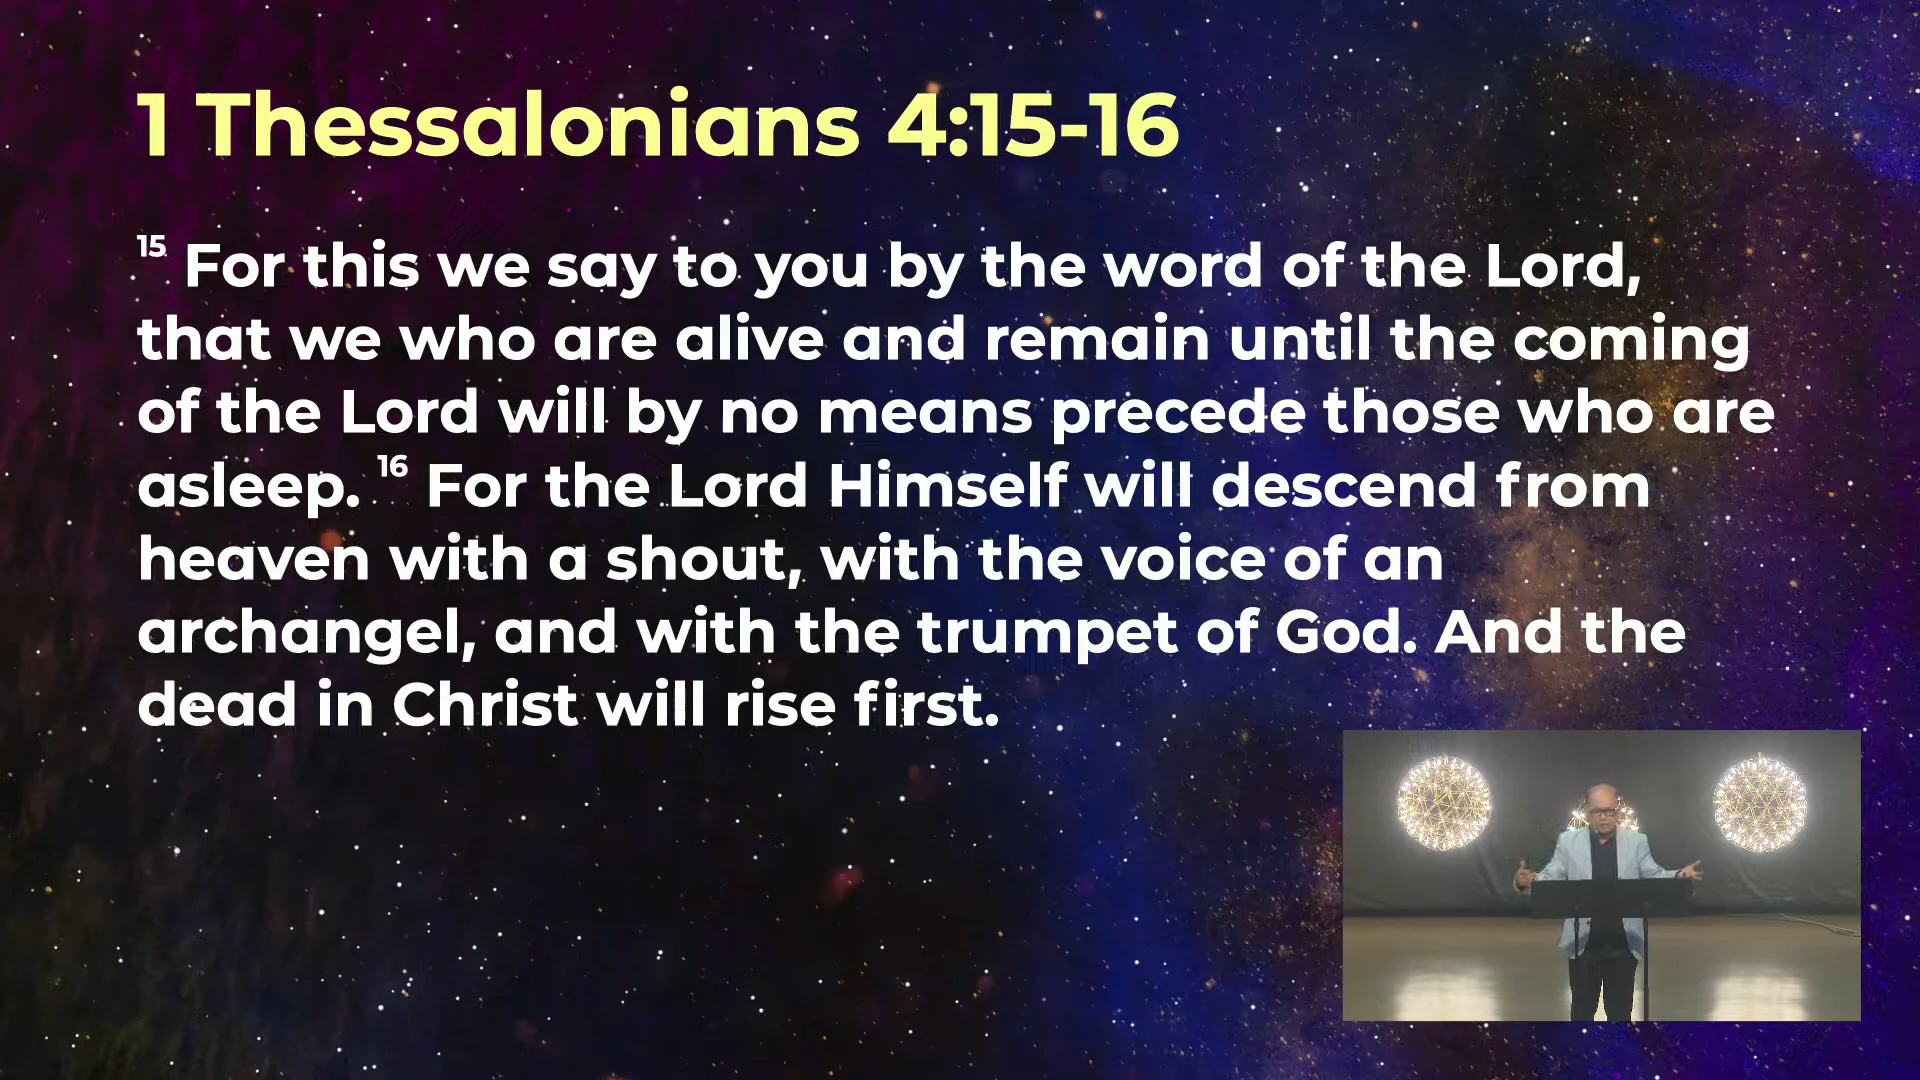 1 Thessalonians 4:15-16
15 For this we say to you by the word of the Lord,
that we who are alive and remain until the coming
of the Lord will by no means precede those who are
asleep. 16 For the Lord Himself will descend from
heaven with a shout, with the voice of an
archangel, and with the trumpet of God. And the
dead in Christ will rise first.